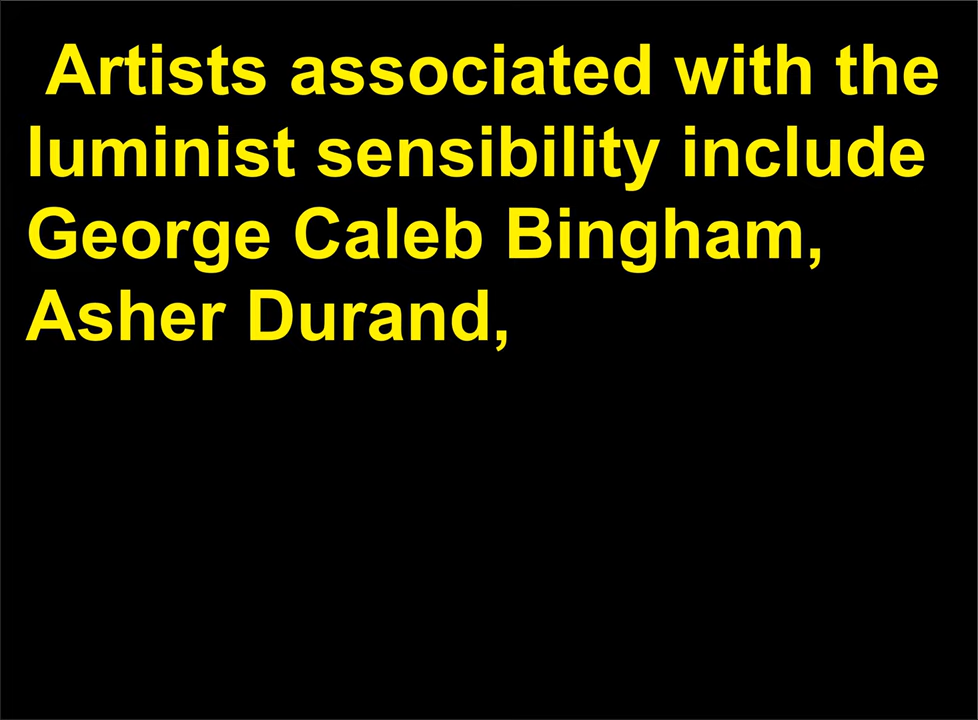 Artists associated with the
luminist sensibility include
George Caleb Bingham,
Asher Durand,